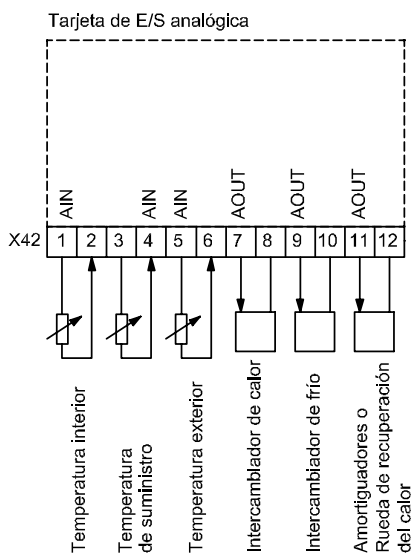 Tarjeta de E/S analógica
AIN
AIN
AIN
AOUT
AOUT
AOUT
X42
1 2 3 4 5 6 7 8 9 10 11 12
Temperatura interior
Temperatura
de suministro
Temperatura exterior
Intercambiador de calor
Intercambiador de frío
Amortiguadores o
Rueda de recuperación
del calor